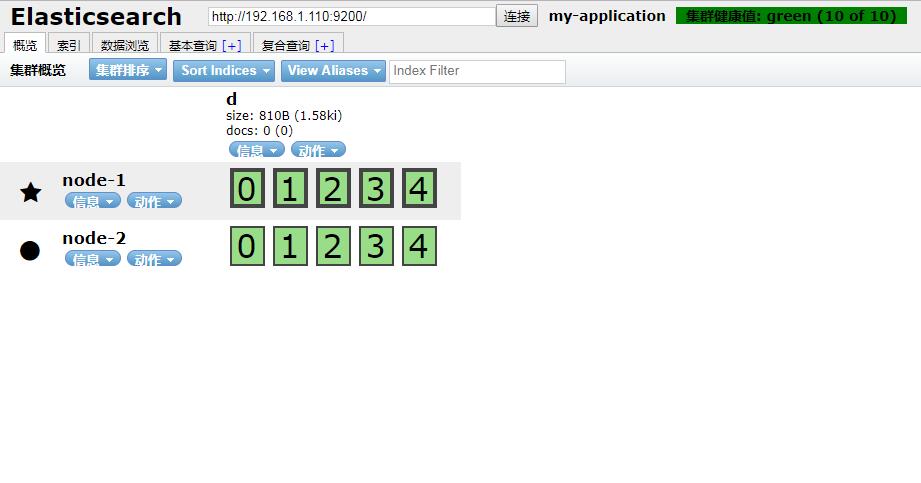 Elasticsearch http://192.168.1.110:9200/ 连接 my-application 集群健康值: green (10 of 10)
概览 索引 数据浏览 基本查询 [+] 复合查询 [+]
集群概览 集群排序 Sort Indices View Aliases Index Filter
d
size: 810B (1.58ki)
docs: 0 (0)
信息 动作
node-1 0 1 2 3 4
信息 动作
node-2 0 1 2 3 4
信息 动作